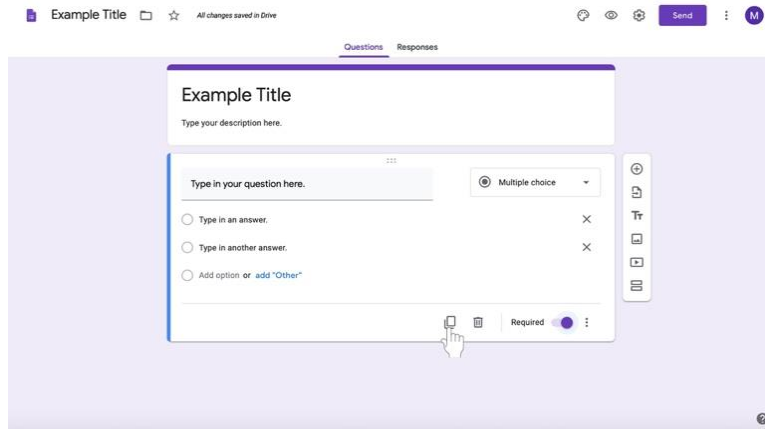 Example Title All changes saved in Drive Send M
Questions Responses
Example Title
Type your description here.
Type in your question here. Multiple choice
Type in an answer.
Type in another answer.
Add option or add "Other"
Required